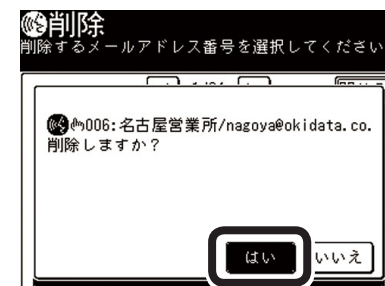 削除
削除するメールアドレス番号を選択してください
006:名古屋営業所/nagoya@okidata.co.
削除しますか?
はい
いいえ